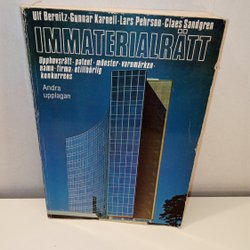 Ulf Bernitz·Gunnar Karnell·Lars Pehrson·Claes Sandgren
IMMATERIALRÄTT
Upphovsrätt·patent·mönster·varumärken·
namn·firma·otillbörlig
konkurrens
Andra
upplagan